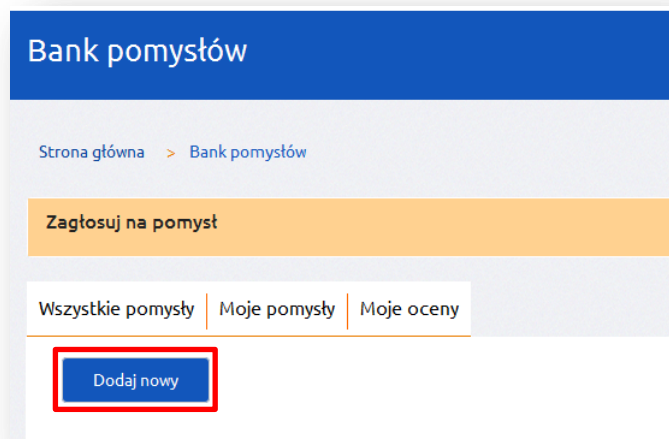 Bank pomysłów
Strona główna > Bank pomysłów
Zagłosuj na pomysł
Wszystkie pomysły Moje pomysły Moje oceny
Dodaj nowy